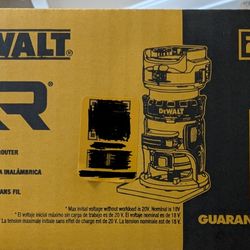 DEWALT
R
ROUTER
A INALÁMBRICA
ANS FIL
DEWALT
* Max initial voltage without workload is 20V. Nominal is 18V
* El voltaje inicial máximo sin carga de trabajo es de 20 V. El voltaje nominal es de 18 V
* La tension maximale initiale sans effet de charge est de 20 V. La tension nominale est de 18 V
GUARAN